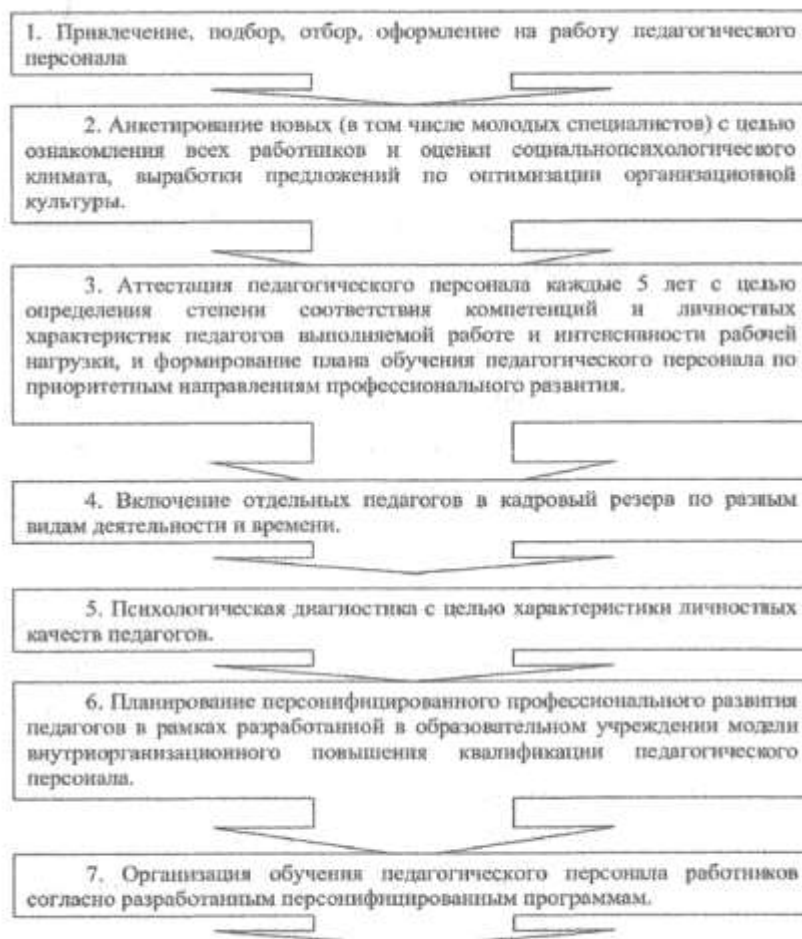 1. Привлечение, подбор, отбор, оформление на работу педагогического
персонала
2. Анкетирование новых (в том числе молодых специалистов) с целью
ознакомления всех работников и оценки социальнопсихологического
климата, выработки предложений по оптимизации организационной
культуры.
3. Аттестация педагогического персонала каждые 5 лет с целью
определения степени соответствия компетенций и личностных
характеристик педагогов выполняемой работе и интенсивности рабочей
нагрузки, и формирование плана обучения педагогического персонала по
приоритетным направлениям профессионального развития.
4. Включение отдельных педагогов в кадровый резерв по разным
видам деятельности и времени.
5. Психологическая диагностика с целью характеристики личностных
качеств педагогов.
6. Планирование персонифицированного профессионального развития
педагогов в рамках разработанной в образовательном учреждении модели
внутриорганизационного повышения квалификации педагогического
персонала.
7. Организация обучения педагогического персонала работников
согласно разработанным персонифицированным программам.